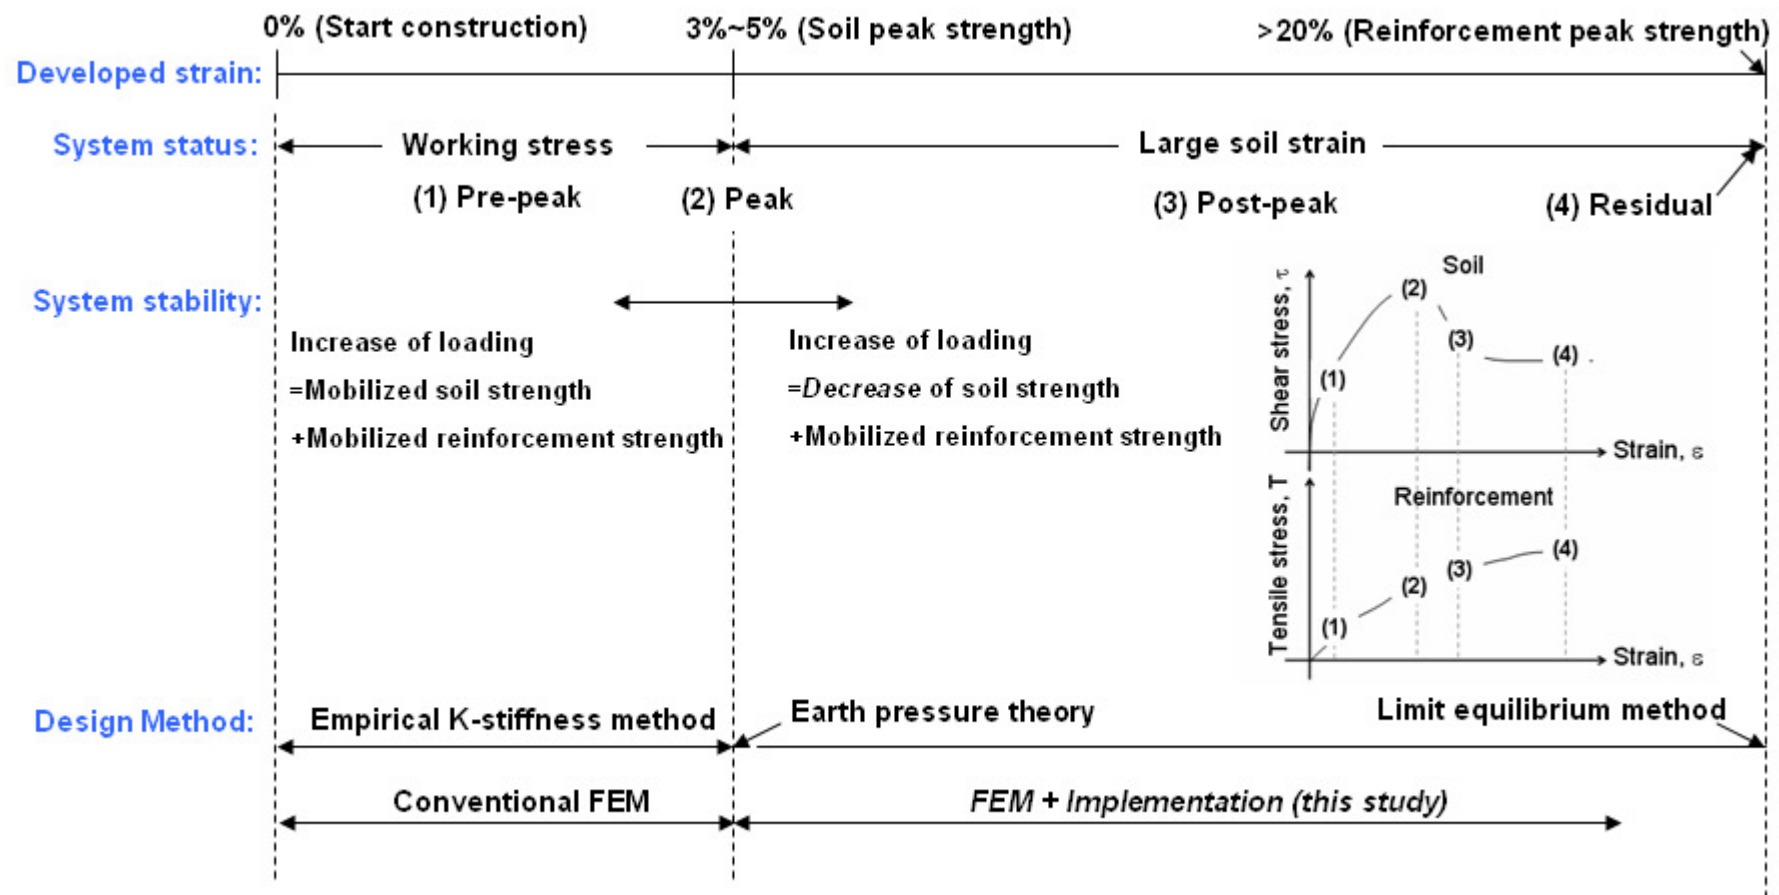 0% (Start construction)
3%~5% (Soil peak strength)
>20% (Reinforcement peak strength)
Developed strain:
System status:
Working stress
Large soil strain
(1) Pre-peak
(2) Peak
(3) Post-peak
(4) Residual
System stability:
Increase of loading
=Mobilized soil strength
+Mobilized reinforcement strength
Increase of loading
=Decrease of soil strength
+Mobilized reinforcement strength
Soil
Shear stress, τ
(1)
(2)
(3)
(4)
Strain, ε
Reinforcement
Tensile stress, T
(1)
(2)
(3)
(4)
Strain, ε
Design Method:
Empirical K-stiffness method
Earth pressure theory
Limit equilibrium method
Conventional FEM
FEM + Implementation (this study)